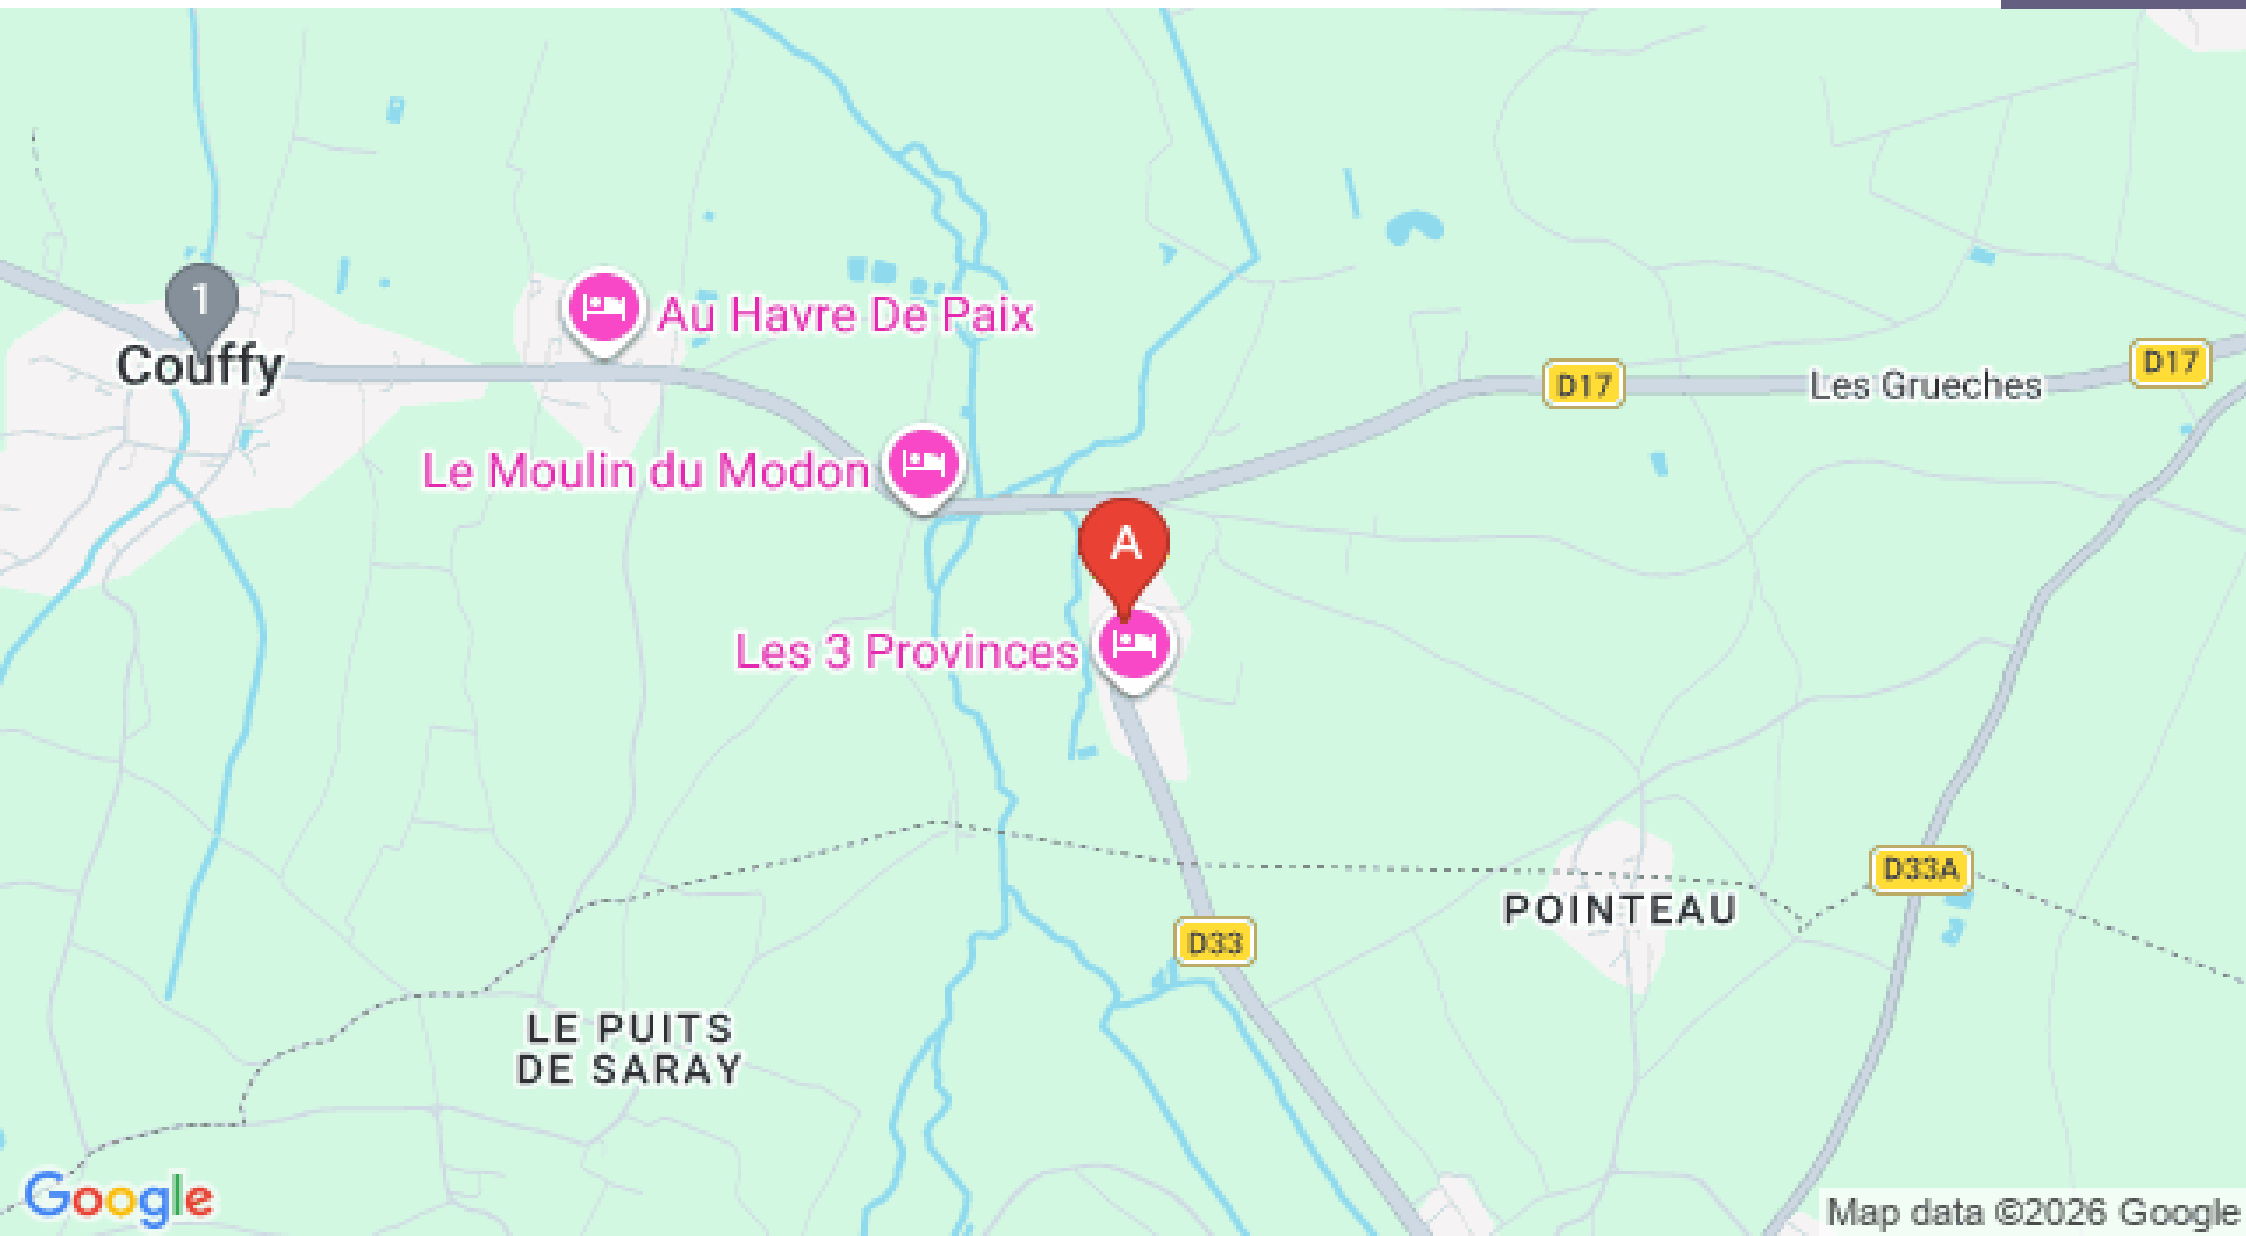 1
Couffy
Au Havre De Paix
D17
D17
Les Grueches
Le Moulin du Modon
A
Les 3 Provinces
D33A
POINTEAU
D33
LE PUITS
DE SARAY
Google
Map data ©2026 Google